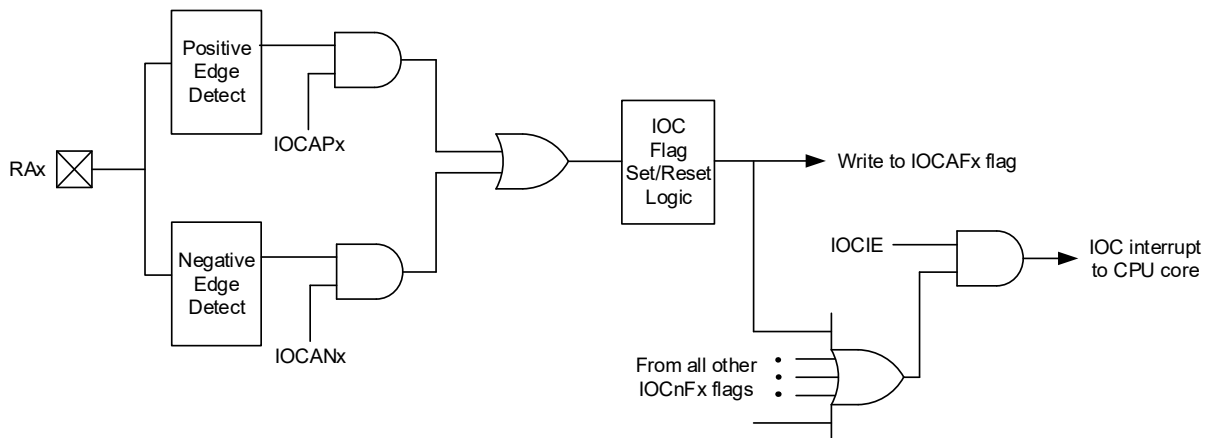 Positive
Edge
Detect
IOCAPx
RAx
Negative
Edge
Detect
IOCANx
IOC
Flag
Set/Reset
Logic
Write to IOCAFx flag
IOCIE
IOC interrupt
to CPU core
From all other
IOCnFx flags